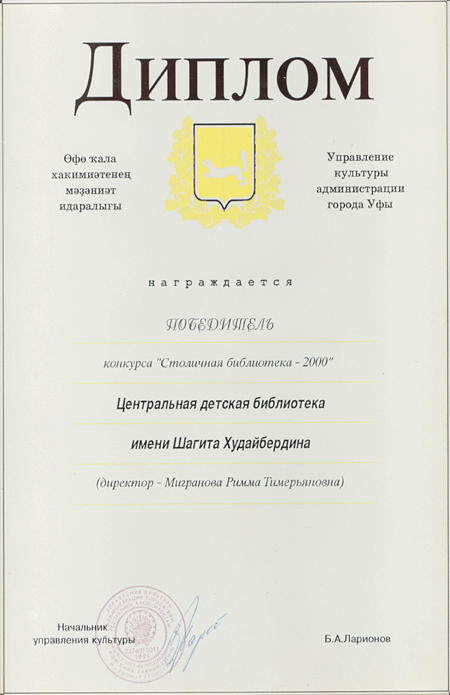 Диплом
Өфө ҡала
хакимиәтенең
мәҙәниәт
идаралығы
Управление
культуры
администрации
города Уфы
награждается
ПОБЕДИТЕЛЬ
конкурса "Столичная библиотека - 2000"
Центральная детская библиотека
имени Шагита Худайбердина
(директор - Мигранова Римма Тимерьяновна)
Начальник
управления культуры
Б.А.Ларионов